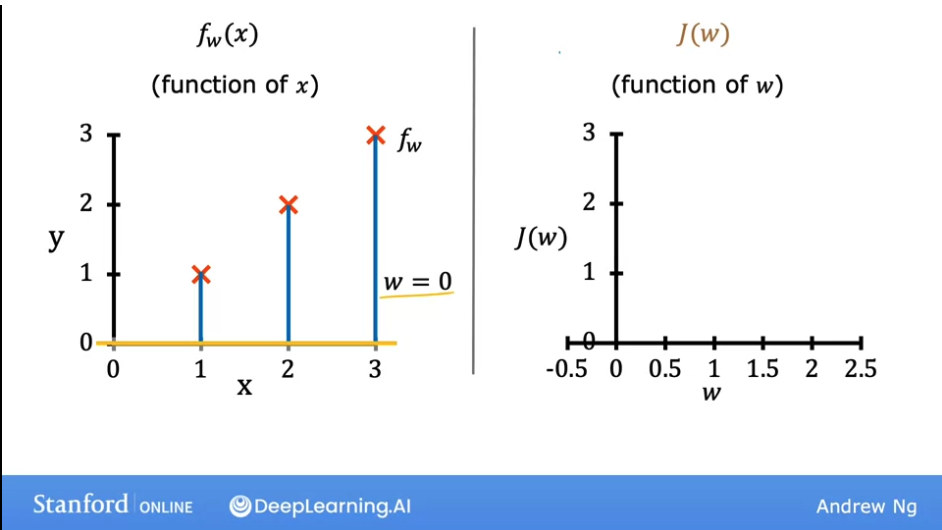 f_w(x)
(function of x)
3
f_w
2
y
1
w = 0
0
0 1 2 3
x
J(w)
(function of w)
3
2
J(w)
1
0
-0.5 0 0.5 1 1.5 2 2.5
w
Stanford ONLINE
DeepLearning.AI
Andrew Ng